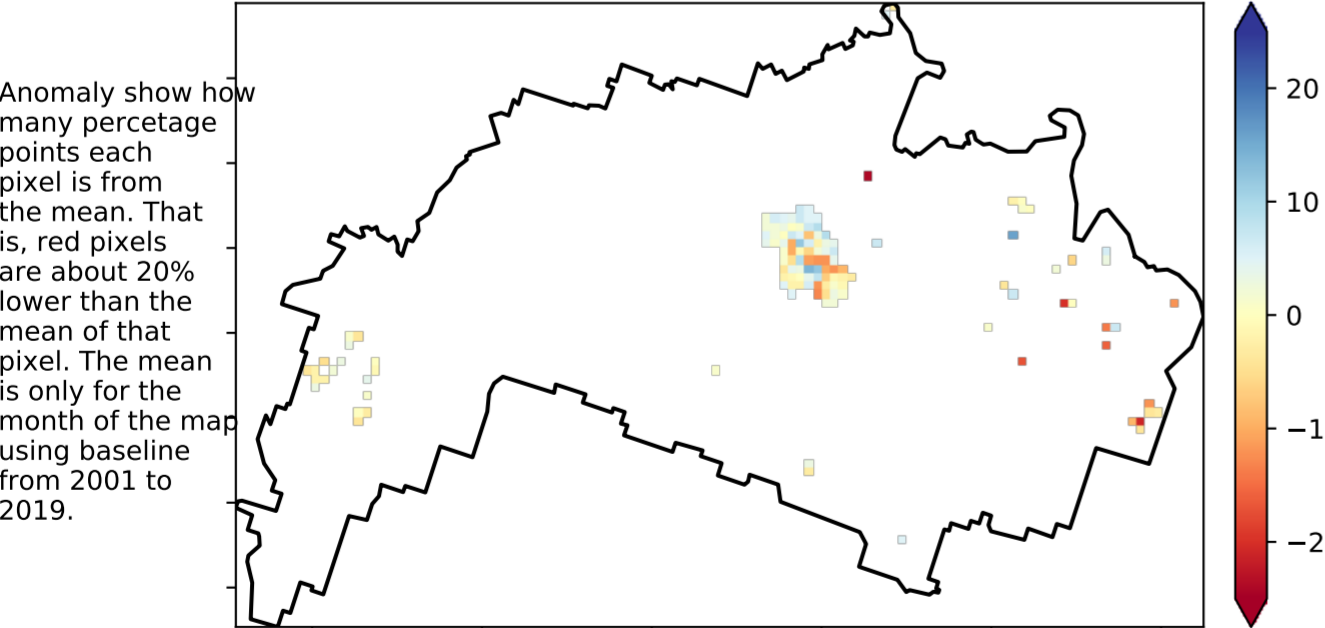 Anomaly show how
many percetage
points each
pixel is from
the mean. That
is, red pixels
are about 20%
lower than the
mean of that
pixel. The mean
is only for the
month of the map
using baseline
from 2001 to
2019.
20
10
0
−1
−2